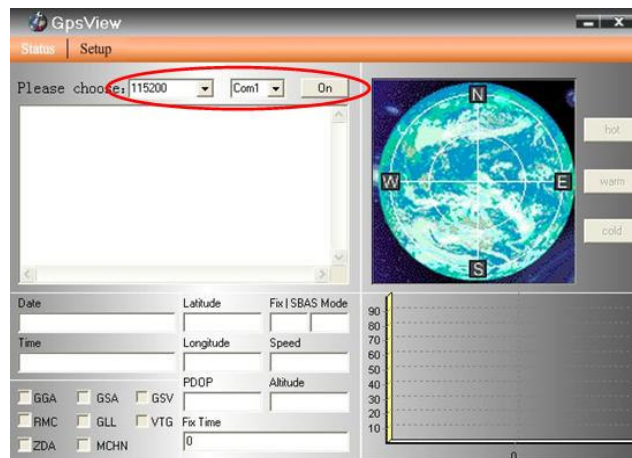 GpsView
Status | Setup
Please choose: 115200 Com1 On
N
W E
S
hot
warm
cold
Date Latitude Fix | SBAS Mode
Time Longitude Speed
PDOP Altitude
GGA GSA GSV
RMC GLL VTG Fix Time
ZDA MCHN 0
90
80
70
60
50
40
30
20
10
0